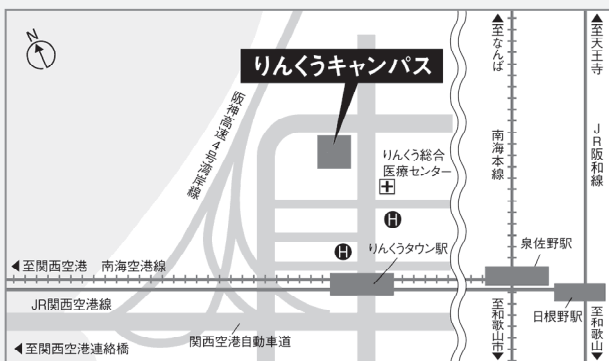 N
りんくうキャンパス
阪神高速4号湾岸線
りんくう総合
医療センター
H
H
りんくうタウン駅
▲至なんば
南海本線
▲至天王寺
JR阪和線
泉佐野駅
日根野駅
◀至関西空港 南海空港線
JR関西空港線
関西空港自動車道
◀至関西空港連絡橋
至和歌山市▼
至和歌山▼